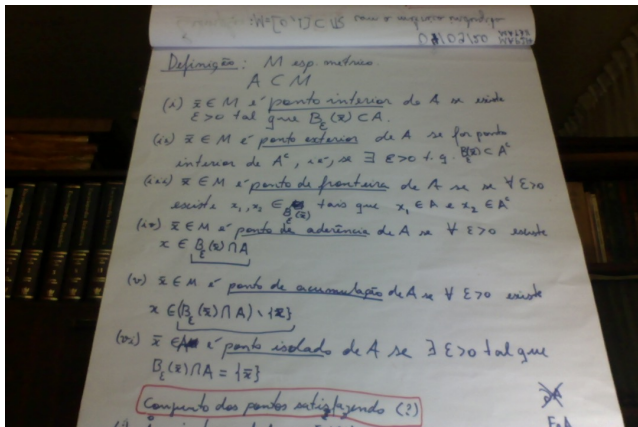 Definição: M esp. métrico
A ⊂ M
(i) x̄ ∈ M é ponto interior de A se existe
ε>0 tal que B_ε(x̄) ⊂ A.
(ii) x̄ ∈ M é ponto exterior de A se for ponto
interior de A^c, i.e., se ∃ ε>0 t.q. B_ε(x̄) ⊂ A^c
(iii) x̄ ∈ M é ponto de fronteira de A se se ∀ ε>0
existe x₁, x₂ ∈ B_ε(x̄) tais que x₁ ∈ A e x₂ ∈ A^c
(iv) x̄ ∈ M é ponto de aderência de A se ∀ ε>0 existe
x ∈ B_ε(x̄) ∩ A
(v) x̄ ∈ M é ponto de acumulação de A se ∀ ε>0 existe
x ∈ (B_ε(x̄) ∩ A) \ {x̄}
(vi) x̄ ∈ A é ponto isolado de A se ∃ ε>0 tal que
B_ε(x̄) ∩ A = {x̄}
Conjunto dos pontos satisfazendo (?)